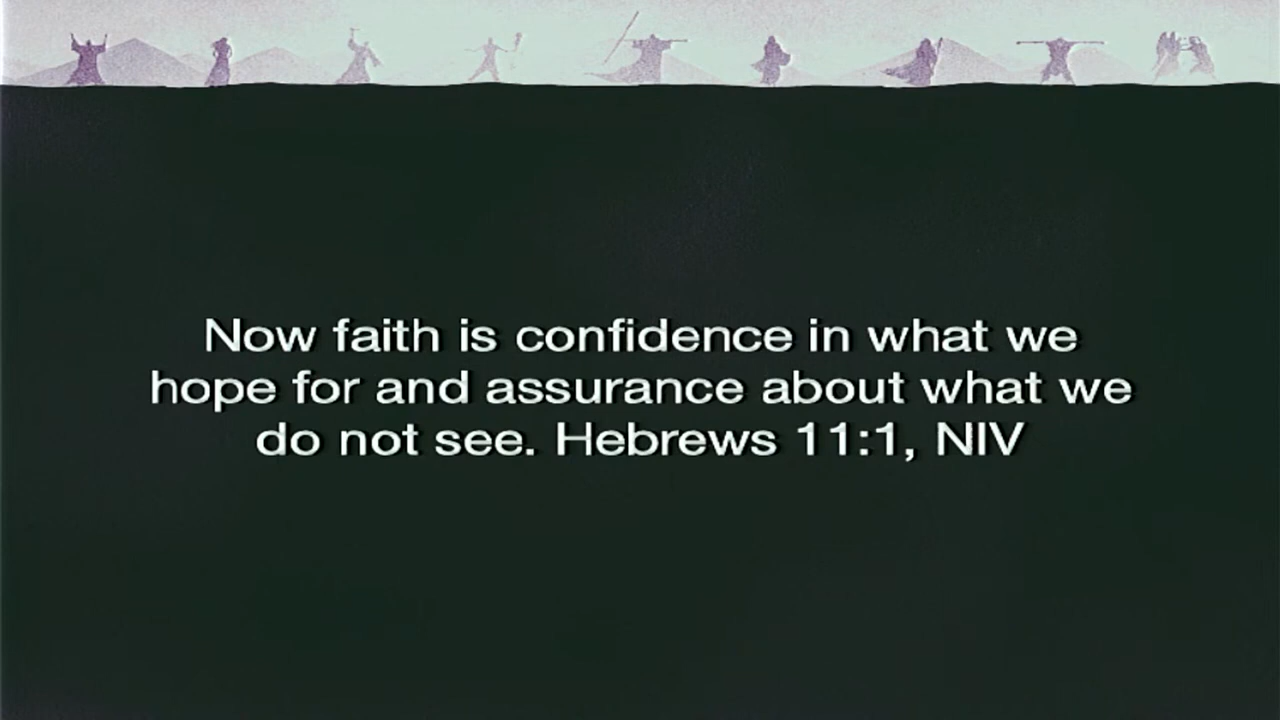 Now faith is confidence in what we
hope for and assurance about what we
do not see. Hebrews 11:1, NIV